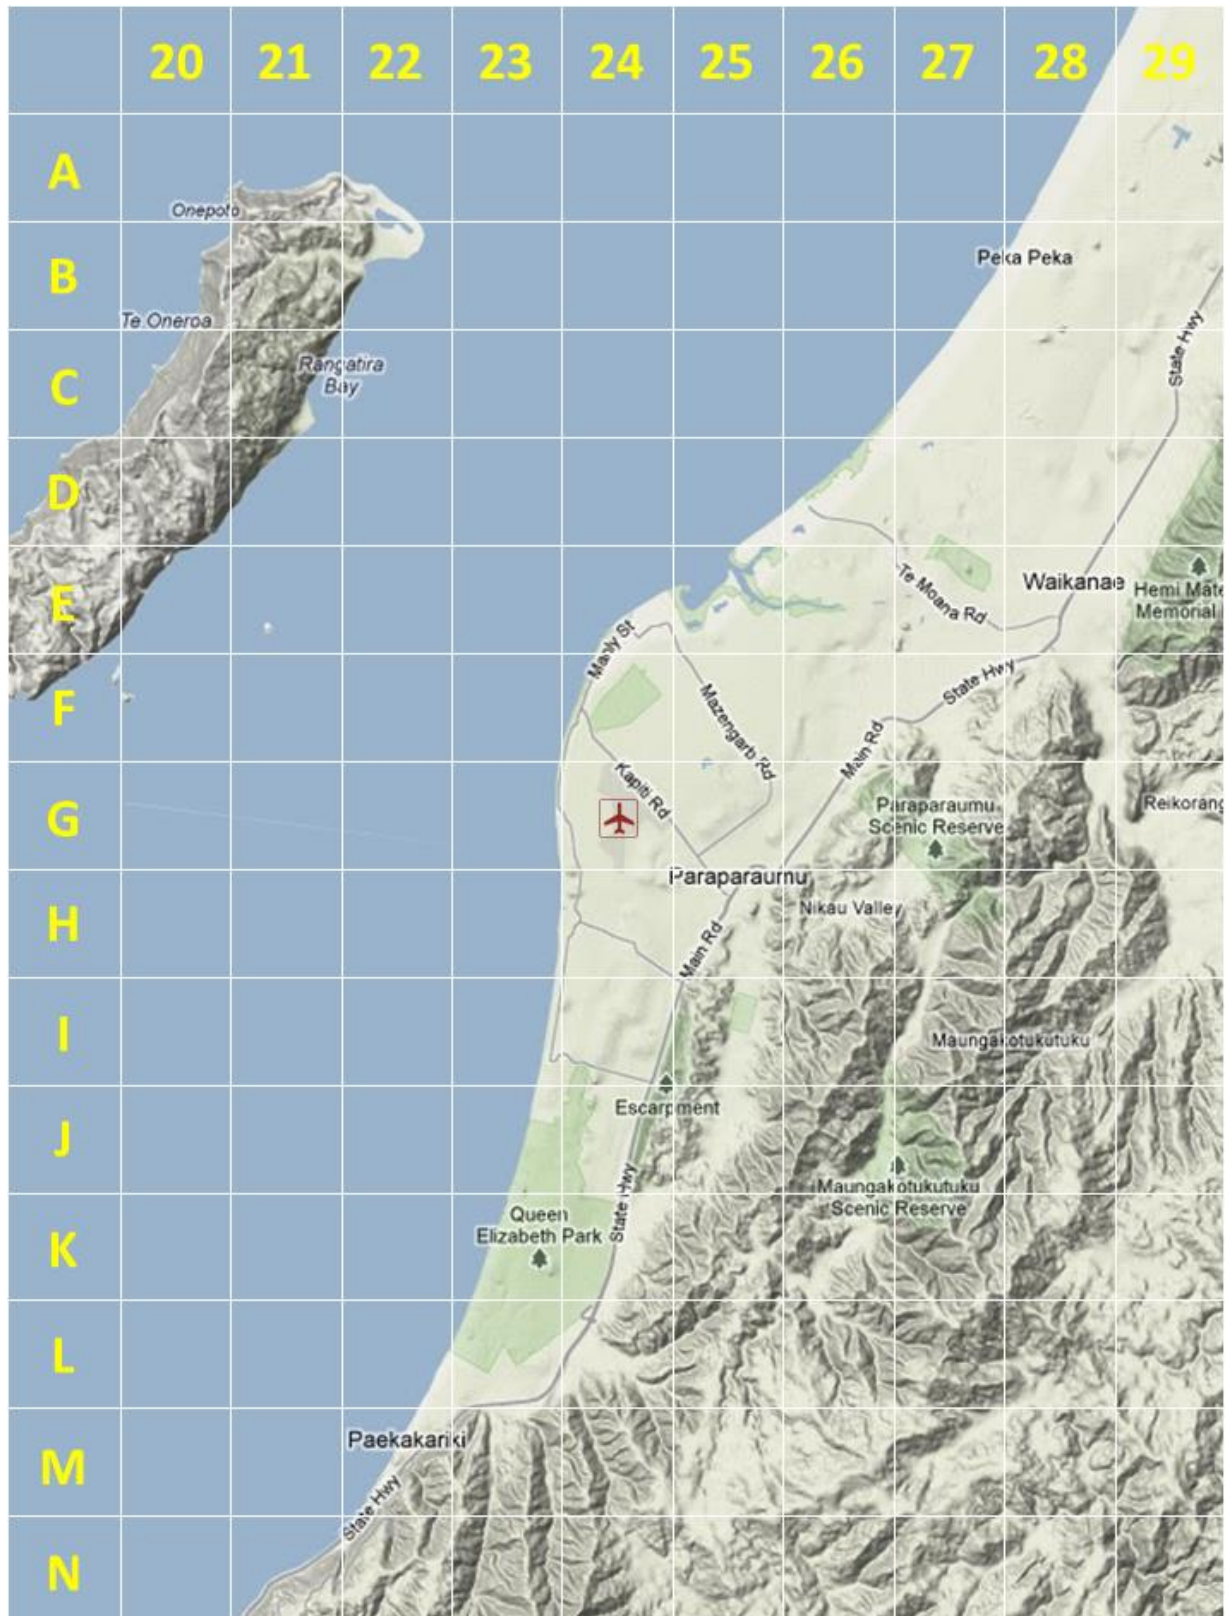 20 21 22 23 24 25 26 27 28 29
A
Onepoto
B
Peka Peka
Te Oneroa
State Hwy
C
Rangatira
Bay
D
E
Waikanae
Te Moana Rd
Hemi Mate
Memorial
Manly St
F
State Hwy
Mazengarb Rd
Main Rd
G
Kapiti Rd
Paraparaumu
Scenic Reserve
Reikorang
Paraparaumu
H
Nikau Valley
Main Rd
I
Maungakotukutuku
Escarpment
J
Maungakotukutuku
Scenic Reserve
State Hwy
K
Queen
Elizabeth Park
L
M
Paekakariki
State Hwy
N